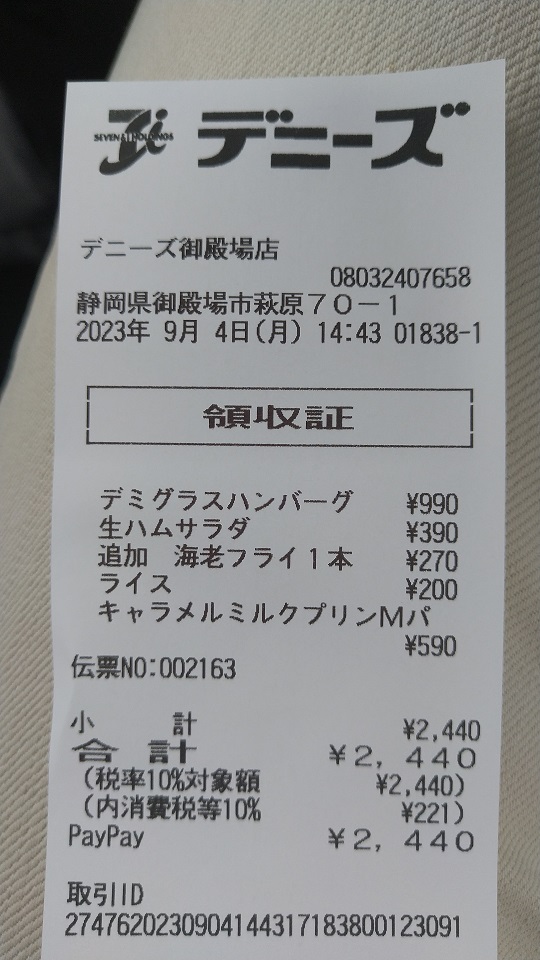 SEVEN & i HOLDINGS
デニーズ
デニーズ御殿場店
08032407658
静岡県御殿場市萩原70-1
2023年 9月 4日(月) 14:43 01838-1
領収証
デミグラスハンバーグ ¥990
生ハムサラダ ¥390
追加 海老フライ1本 ¥270
ライス ¥200
キャラメルミルクプリンMパ
¥590
伝票NO:002163
小 計 ¥2,440
合 計 ¥2,440
(税率10%対象額 ¥2,440)
(内消費税等10% ¥221)
PayPay ¥2,440
取引ID
2747620230904144317183800123091